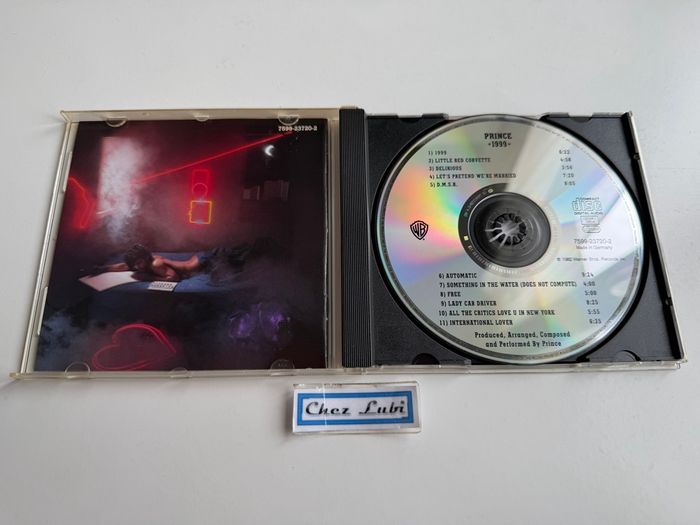 7599-23720-2
PRINCE
•1999•
1) 1999 6:22
2) LITTLE RED CORVETTE 4:58
3) DELIRIOUS 3:56
4) LET'S PRETEND WE'RE MARRIED 7:20
5) D.M.S.R. 8:05
COMPACT
disc
DIGITAL AUDIO
WB
7599-23720-2
Made in Germany
℗ 1982 Warner Bros. Records Inc.
6) AUTOMATIC 9:24
7) SOMETHING IN THE WATER (DOES NOT COMPUTE) 4:00
8) FREE 5:00
9) LADY CAB DRIVER 8:25
10) ALL THE CRITICS LOVE U IN NEW YORK 5:55
11) INTERNATIONAL LOVER 6:35
Produced, Arranged, Composed
and Performed By Prince
Chez Lubi